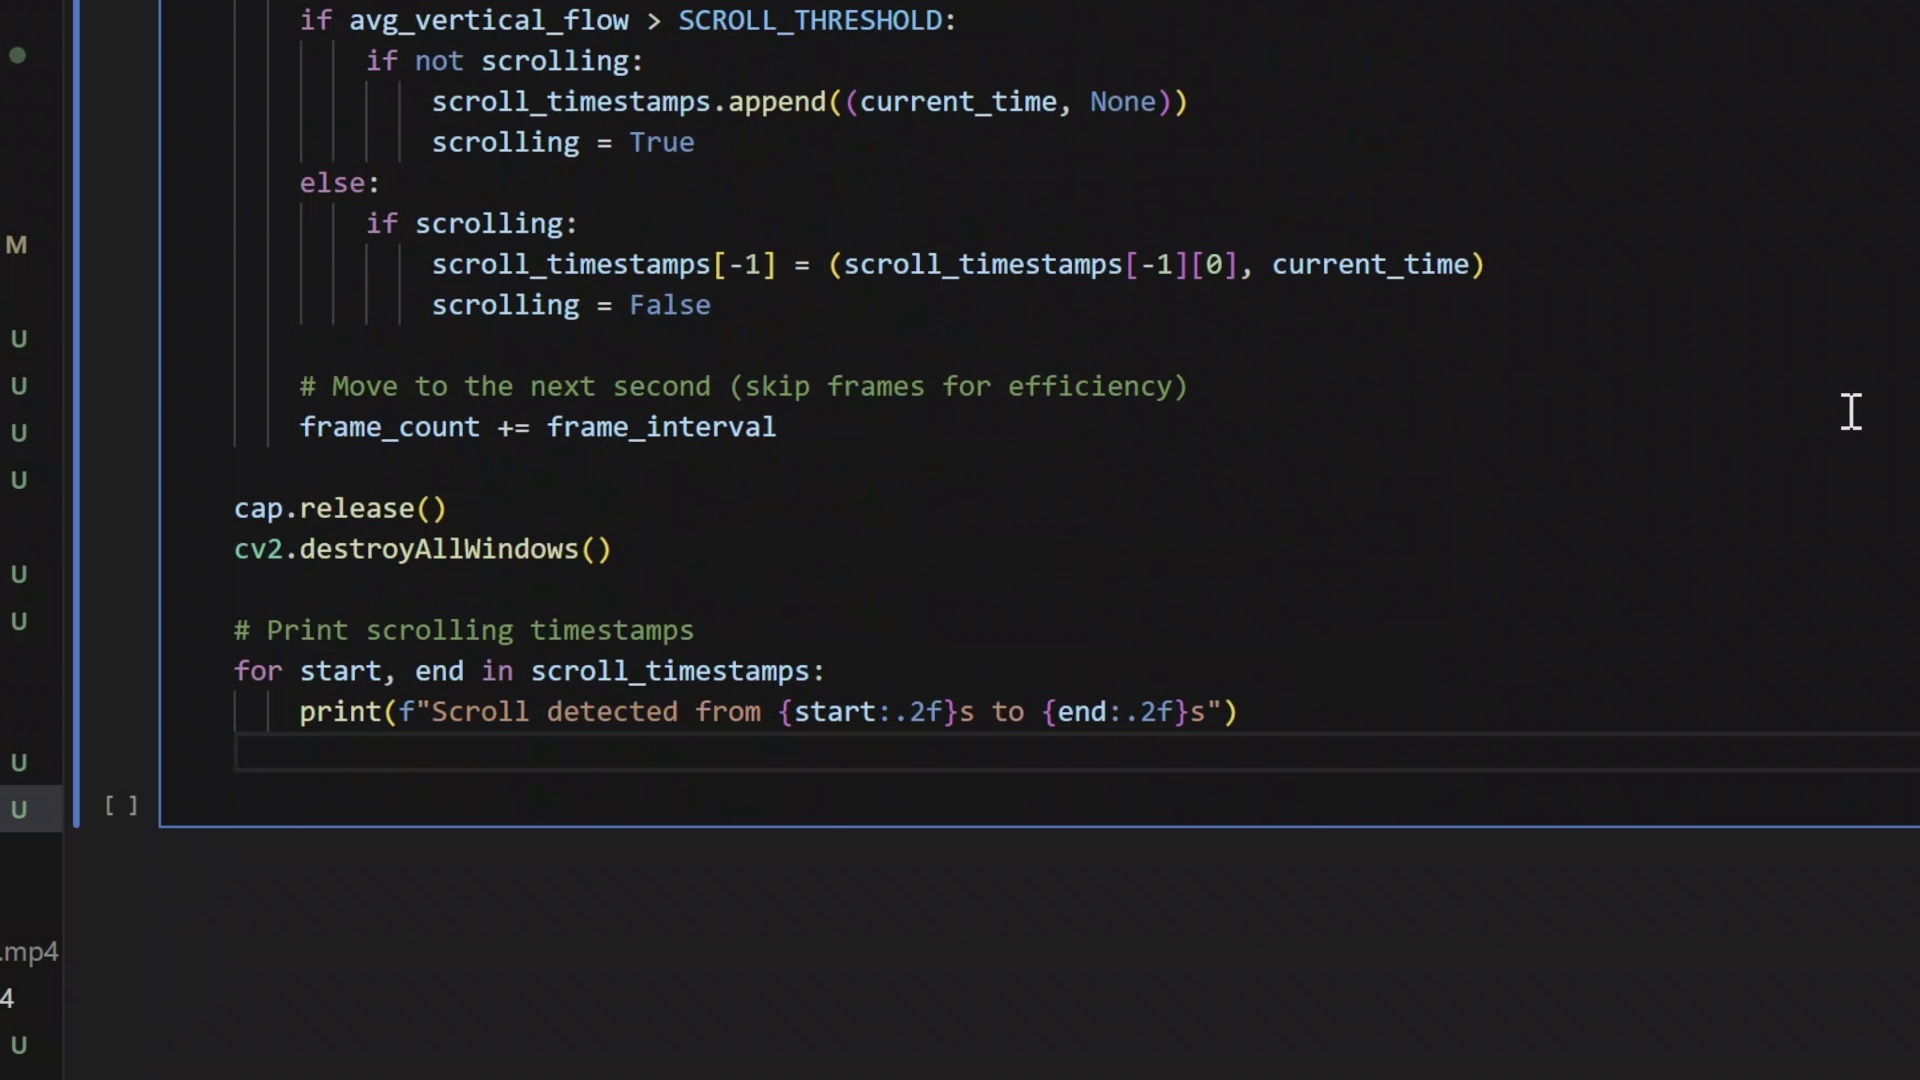 if avg_vertical_flow > SCROLL_THRESHOLD:
if not scrolling:
scroll_timestamps.append((current_time, None))
scrolling = True
else:
if scrolling:
scroll_timestamps[-1] = (scroll_timestamps[-1][0], current_time)
scrolling = False
# Move to the next second (skip frames for efficiency)
frame_count += frame_interval
cap.release()
cv2.destroyAllWindows()
# Print scrolling timestamps
for start, end in scroll_timestamps:
print(f"Scroll detected from {start:.2f}s to {end:.2f}s")
[ ]
M
U
U
U
U
U
U
U
U
.mp4
4
U